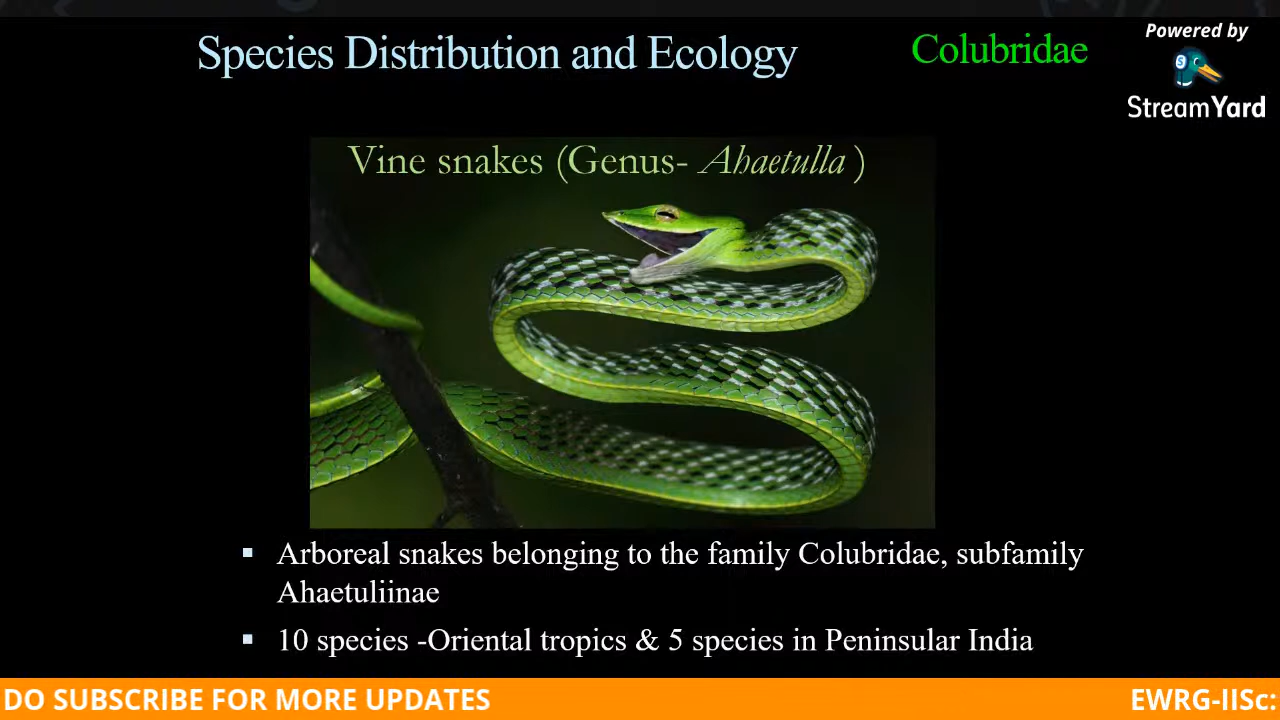 Species Distribution and Ecology
Colubridae
Powered by
StreamYard
Vine snakes (Genus- Ahaetulla )
▪ Arboreal snakes belonging to the family Colubridae, subfamily
Ahaetuliinae
▪ 10 species -Oriental tropics & 5 species in Peninsular India
DO SUBSCRIBE FOR MORE UPDATES
EWRG-IISc: